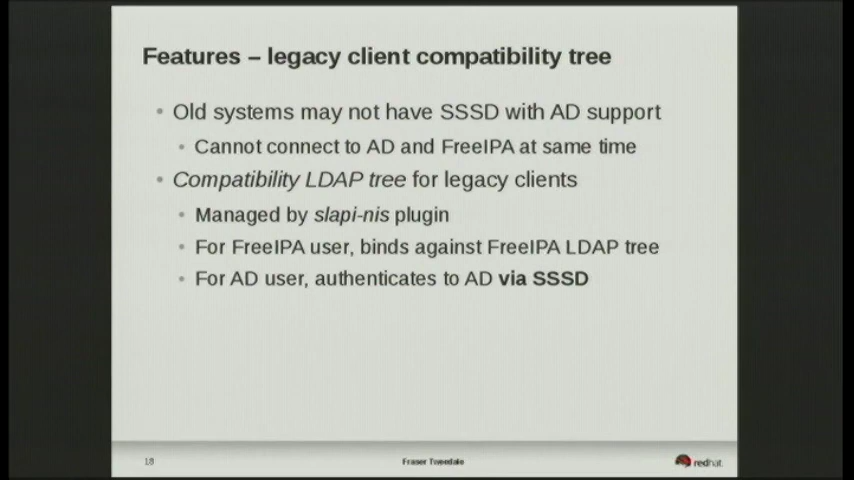 Features – legacy client compatibility tree
• Old systems may not have SSSD with AD support
• Cannot connect to AD and FreeIPA at same time
• Compatibility LDAP tree for legacy clients
• Managed by slapi-nis plugin
• For FreeIPA user, binds against FreeIPA LDAP tree
• For AD user, authenticates to AD via SSSD
18
Fraser Tweedale
redhat.